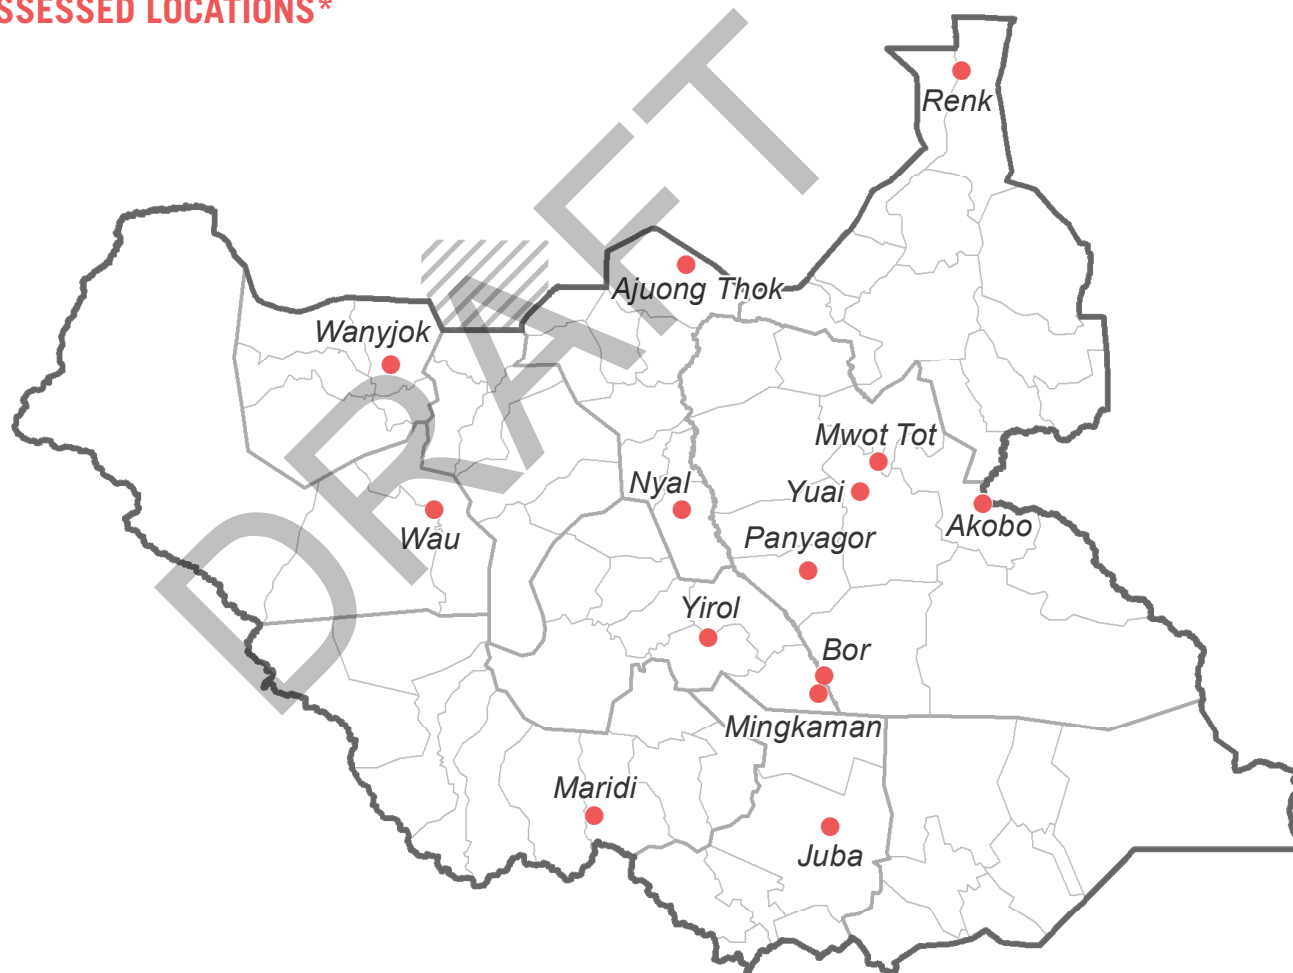 SSESSED LOCATIONS*
Renk
Ajuong Thok
Wanyjok
Mwot Tot
Nyal
Yuai
Akobo
Wau
Panyagor
Yirol
Bor
Mingkaman
Maridi
Juba
DRAFT